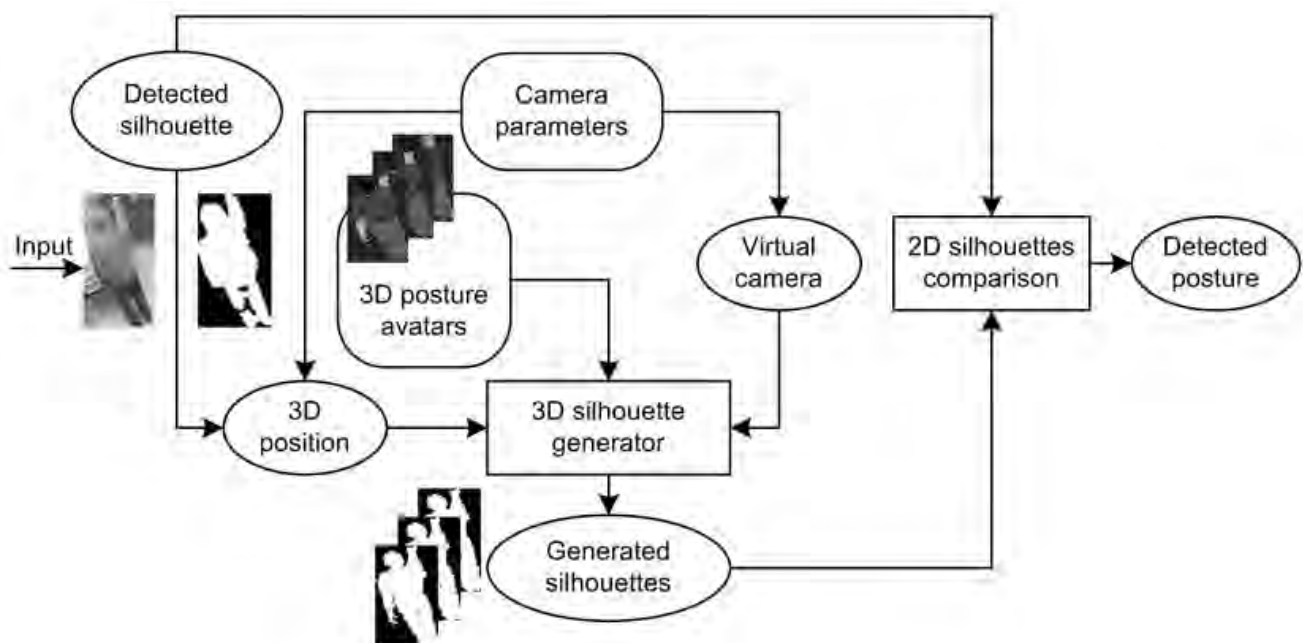 Detected
silhouette
Camera
parameters
Input
3D posture
avatars
Virtual
camera
2D silhouettes
comparison
Detected
posture
3D
position
3D silhouette
generator
Generated
silhouettes